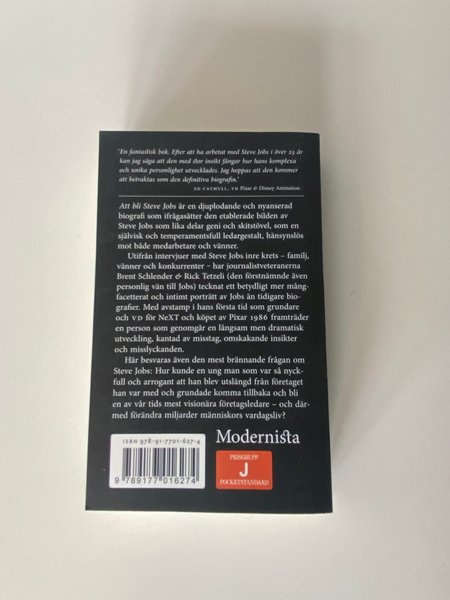 'En fantastisk bok. Efter att ha arbetat med Steve Jobs i över 25 år
kan jag säga att den med stor insikt fångar hur hans komplexa
och unika personlighet utvecklades. Jag hoppas att den kommer
att betraktas som den definitiva biografin.'
ED CATMULL, VD Pixar & Disney Animation
Att bli Steve Jobs är en djuplodande och nyanserad
biografi som ifrågasätter den etablerade bilden av
Steve Jobs som lika delar geni och skitstövel, som en
självisk och temperamentsfull ledargestalt, hänsynslös
mot både medarbetare och vänner.
Utifrån intervjuer med Steve Jobs inre krets – familj,
vänner och konkurrenter – har journalistveteranerna
Brent Schlender & Rick Tetzeli (den förstnämnde även
personlig vän till Jobs) tecknat ett betydligt mer mång-
facetterat och intimt porträtt av Jobs än tidigare bio-
grafier. Med avstamp i hans första tid som grundare
och VD för NeXT och köpet av Pixar 1986 framträder
en person som genomgår en långsam men dramatisk
utveckling, kantad av misstag, omskakande insikter
och misslyckanden.
Här besvaras även den mest brännande frågan om
Steve Jobs: Hur kunde en ung man som var så nyck-
full och arrogant att han blev utslängd från företaget
han var med och grundade komma tillbaka och bli
en av vår tids mest visionära företagsledare – och där-
med förändra miljarder människors vardagsliv?
ISBN 978-91-7701-627-4
9 789177 016274
Modernista
PRISGRUPP
J
POCKETSTANDARD